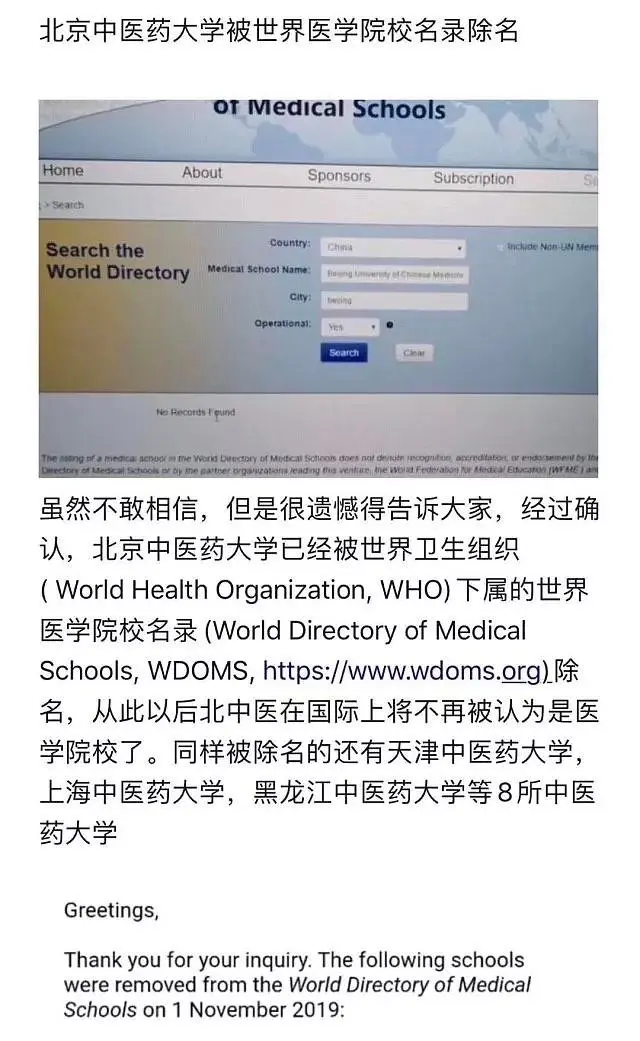 北京中医药大学被世界医学院校名录除名
of Medical Schools
Home About Sponsors Subscription
> Search
Search the
World Directory
Country: China
Include Non-UN Mem
Medical School Name: Beijing University of Chinese Medicine
City: beijing
Operational: Yes
Search Clear
No Records Found
The listing of a medical school in the World Directory of Medical Schools does not denote recognition, accreditation, or endorsement by the
Directory of Medical Schools or by the partner organizations leading this venture, the World Federation for Medical Education (WFME) an
虽然不敢相信，但是很遗憾得告诉大家，经过确
认，北京中医药大学已经被世界卫生组织
( World Health Organization, WHO) 下属的世界
医学院校名录 (World Directory of Medical
Schools, WDOMS, https://www.wdoms.org)除
名，从此以后北中医在国际上将不再被认为是医
学院校了。同样被除名的还有天津中医药大学，
上海中医药大学，黑龙江中医药大学等8所中医
药大学
Greetings,
Thank you for your inquiry. The following schools
were removed from the World Directory of Medical
Schools on 1 November 2019: